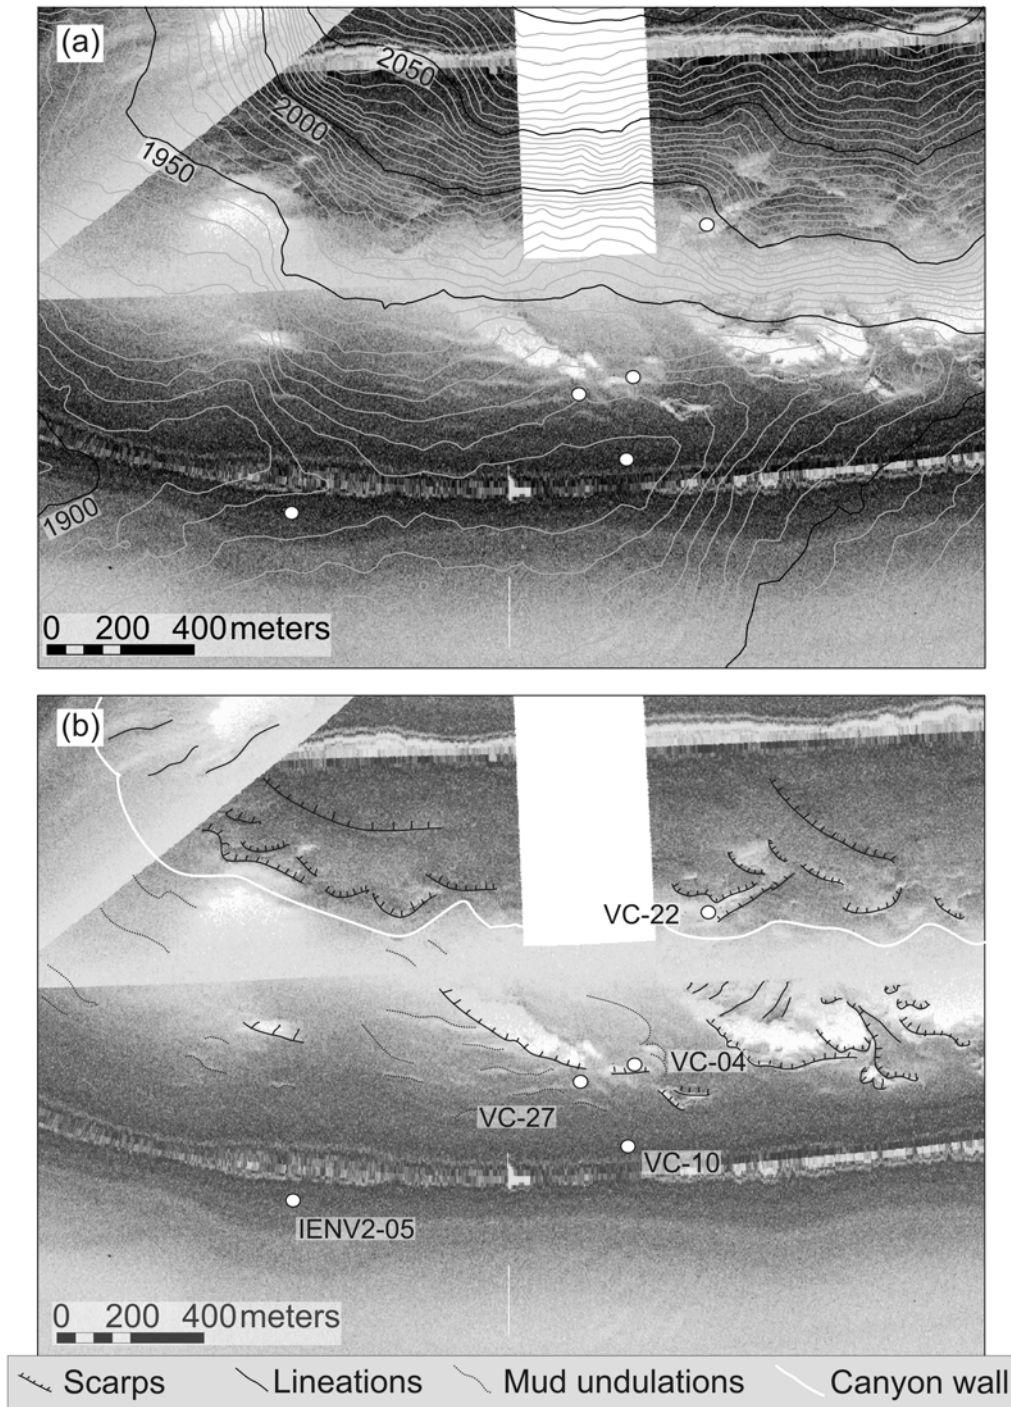 (a)
2050
2000
1950
1900
0 200 400 meters
(b)
VC-22
VC-04
VC-27
VC-10
IENV2-05
0 200 400 meters
Scarps Lineations Mud undulations Canyon wall